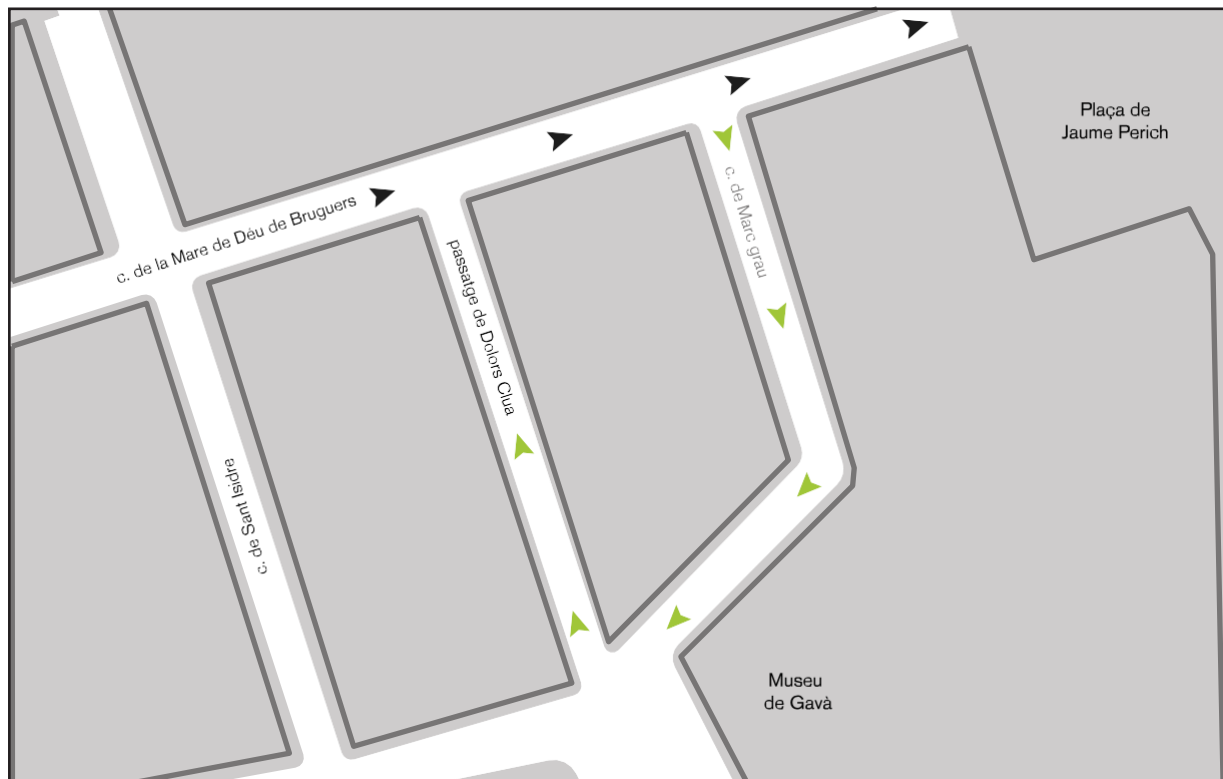 Plaça de
Jaume Perich
c. de la Mare de Déu de Bruguers
c. de Marc grau
passatge de Dolors Clua
c. de Sant Isidre
Museu
de Gavà